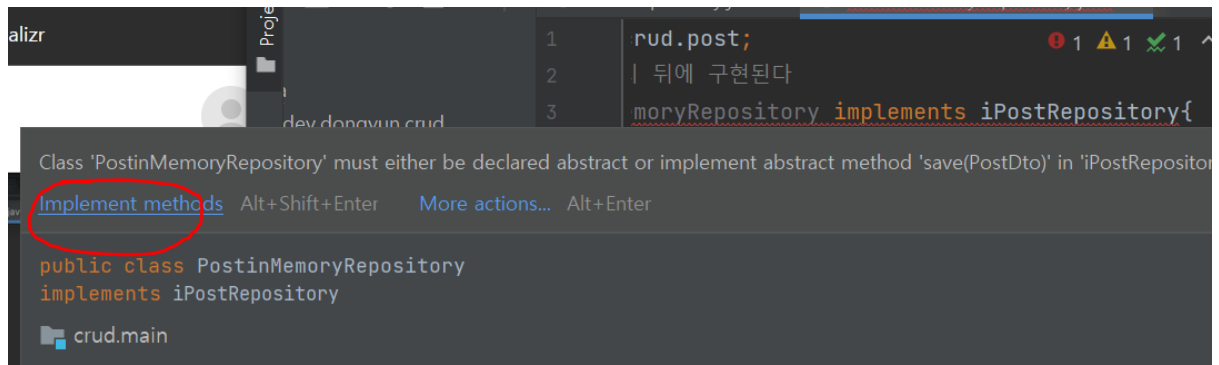 alizr
Proje
1 rud.post; 1 1 1
2 뒤에 구현된다
3 moryRepository implements iPostRepository{
dev.dongyun.crud
Class 'PostinMemoryRepository' must either be declared abstract or implement abstract method 'save(PostDto)' in 'iPostRepositor
Implement methods Alt+Shift+Enter More actions... Alt+Enter
public class PostinMemoryRepository
implements iPostRepository
crud.main